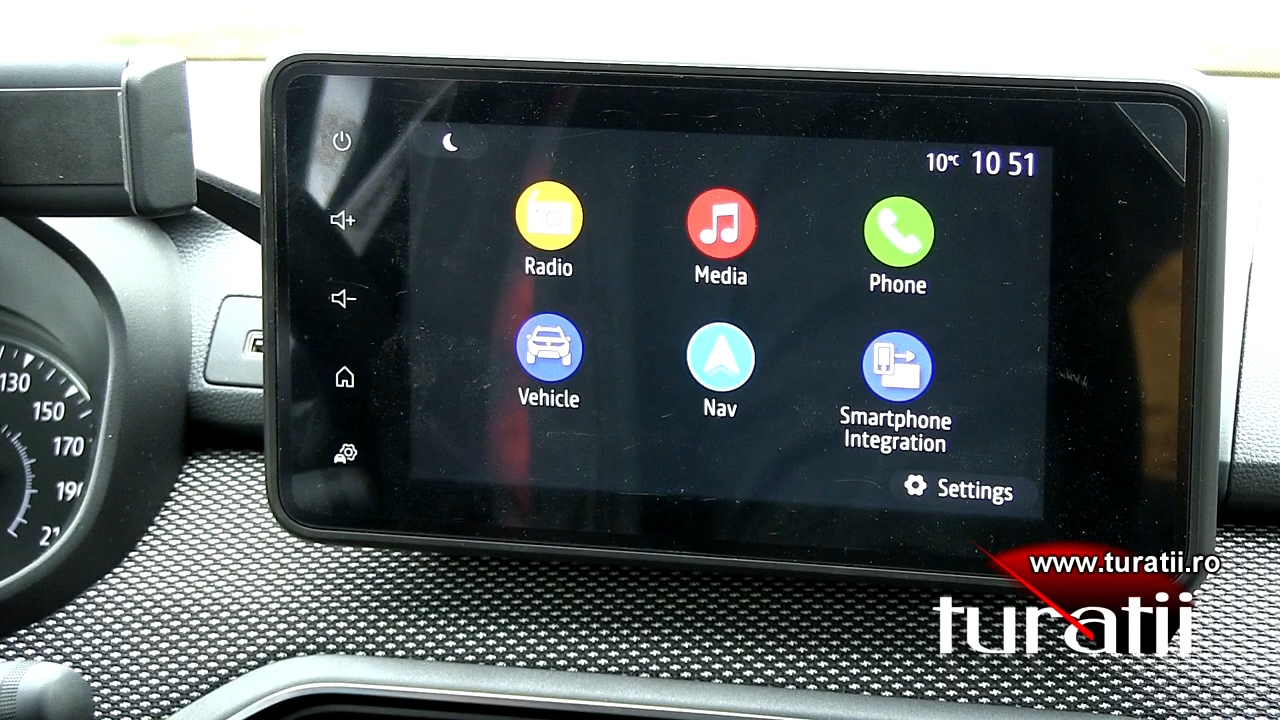 10°C 10 51
Radio
Media
Phone
Vehicle
Nav
Smartphone
Integration
Settings
130
150
170
www.turatii.ro
turatii